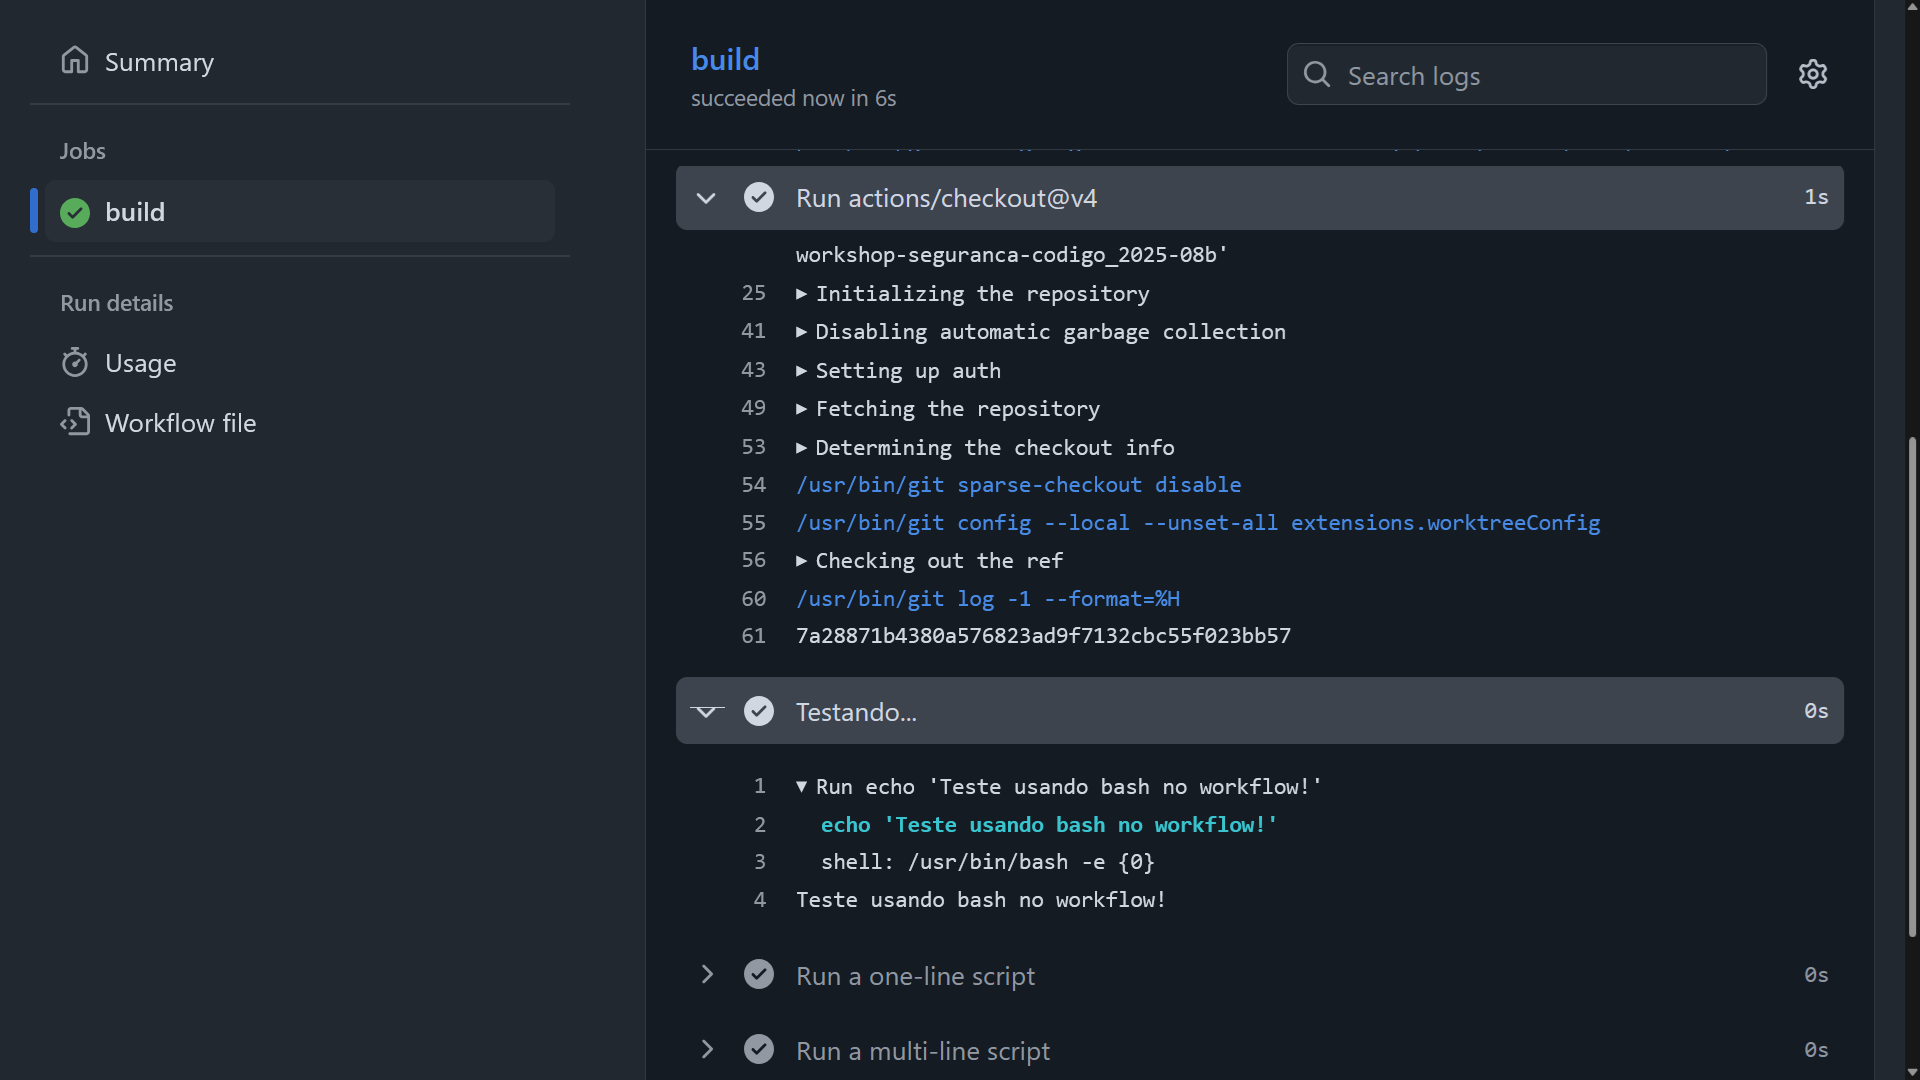 Summary
Jobs
build
Run details
Usage
Workflow file
build
succeeded now in 6s
Search logs
Run actions/checkout@v4 1s
workshop-seguranca-codigo_2025-08b'
25 ▶ Initializing the repository
41 ▶ Disabling automatic garbage collection
43 ▶ Setting up auth
49 ▶ Fetching the repository
53 ▶ Determining the checkout info
54 /usr/bin/git sparse-checkout disable
55 /usr/bin/git config --local --unset-all extensions.worktreeConfig
56 ▶ Checking out the ref
60 /usr/bin/git log -1 --format=%H
61 7a28871b4380a576823ad9f7132cbc55f023bb57
Testando... 0s
1 ▼ Run echo 'Teste usando bash no workflow!'
2 echo 'Teste usando bash no workflow!'
3 shell: /usr/bin/bash -e {0}
4 Teste usando bash no workflow!
Run a one-line script 0s
Run a multi-line script 0s